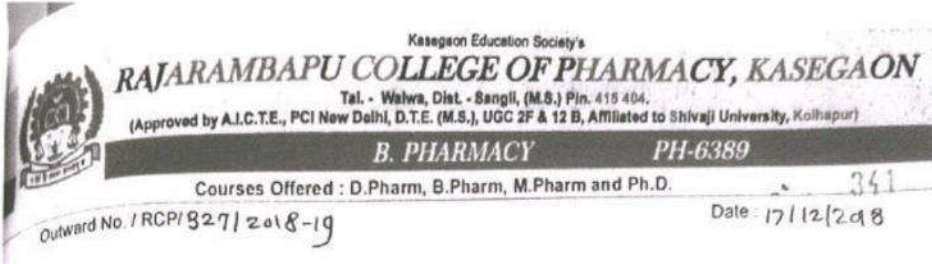 Kasegaon Education Society's
RAJARAMBAPU COLLEGE OF PHARMACY, KASEGAON
Tal. - Walwa, Dist. - Sangli, (M.S.) Pin. 415 404.
(Approved by A.I.C.T.E., PCI New Delhi, D.T.E. (M.S.), UGC 2F & 12 B, Affiliated to Shivaji University, Kolhapur)
B. PHARMACY PH-6389
Courses Offered : D.Pharm, B.Pharm, M.Pharm and Ph.D.
341
Outward No. / RCP/ 927/2018-19 Date : 17/12/2018